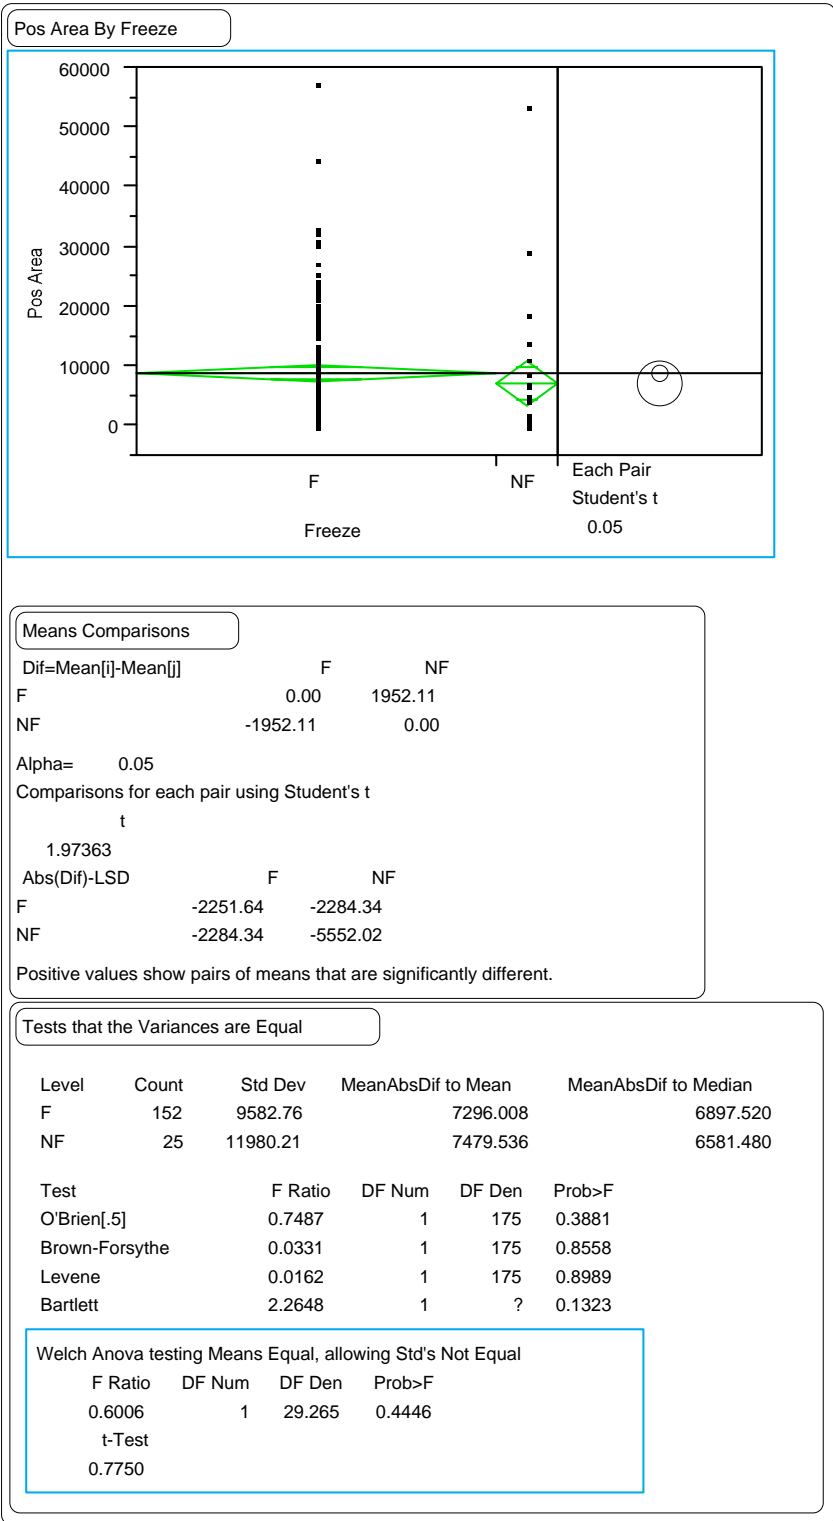 Pos Area By Freeze
60000
50000
40000
30000
20000
10000
0
Pos Area
F NF
Freeze
Each Pair
Student's t
0.05
Means Comparisons
Dif=Mean[i]-Mean[j] F NF
F 0.00 1952.11
NF -1952.11 0.00
Alpha= 0.05
Comparisons for each pair using Student's t
t
1.97363
Abs(Dif)-LSD F NF
F -2251.64 -2284.34
NF -2284.34 -5552.02
Positive values show pairs of means that are significantly different.
Tests that the Variances are Equal
Level Count Std Dev MeanAbsDif to Mean MeanAbsDif to Median
F 152 9582.76 7296.008 6897.520
NF 25 11980.21 7479.536 6581.480
Test F Ratio DF Num DF Den Prob>F
O'Brien[.5] 0.7487 1 175 0.3881
Brown-Forsythe 0.0331 1 175 0.8558
Levene 0.0162 1 175 0.8989
Bartlett 2.2648 1 ? 0.1323
Welch Anova testing Means Equal, allowing Std's Not Equal
F Ratio DF Num DF Den Prob>F
0.6006 1 29.265 0.4446
t-Test
0.7750